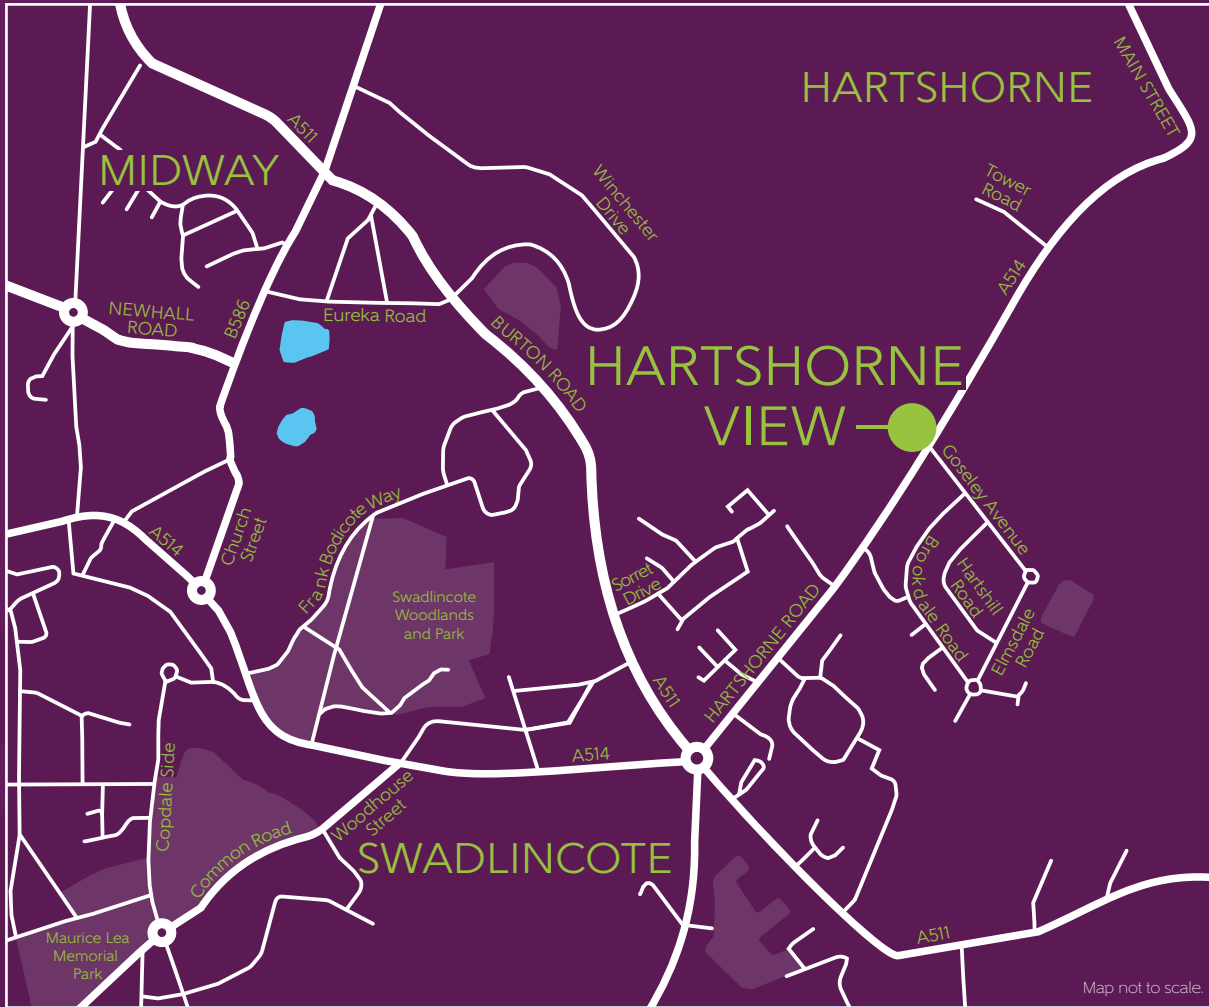 HARTSHORNE
MAIN STREET
A511
MIDWAY
Winchester
Drive
Tower
Road
A514
NEWHALL
ROAD
B586
Eureka Road
BURTON ROAD
HARTSHORNE
VIEW
Goseley Avenue
A514
Church
Street
Frank Bodicote Way
Swadlincote
Woodlands
and Park
Sorret
Drive
Brookdale Road
Hartshill
Road
Elmsdale
Road
HARTSHORNE ROAD
A511
A514
Copdale Side
Woodhouse
Street
Common Road
SWADLINCOTE
Maurice Lea
Memorial
Park
A511
Map not to scale.